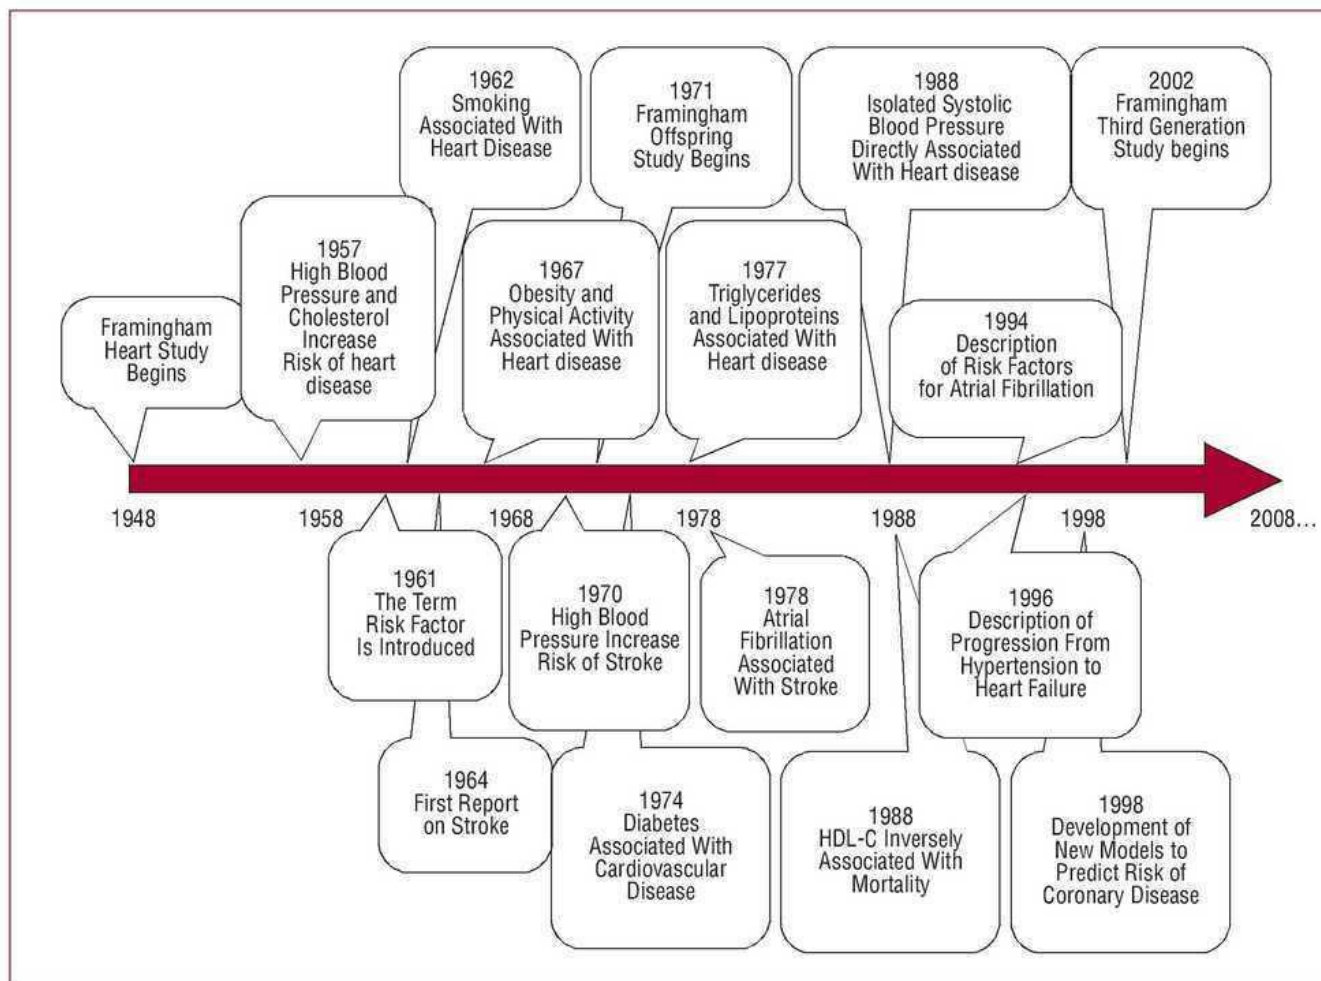 1962
Smoking
Associated With
Heart Disease
1971
Framingham
Offspring
Study Begins
1988
Isolated Systolic
Blood Pressure
Directly Associated
With Heart disease
2002
Framingham
Third Generation
Study begins
1957
High Blood
Pressure and
Cholesterol
Increase
Risk of heart
disease
1967
Obesity and
Physical Activity
Associated With
Heart disease
1977
Triglycerides
and Lipoproteins
Associated With
Heart disease
Framingham
Heart Study
Begins
1994
Description
of Risk Factors
for Atrial Fibrillation
1948
1958
1968
1978
1988
1998
2008...
1961
The Term
Risk Factor
Is Introduced
1970
High Blood
Pressure Increase
Risk of Stroke
1978
Atrial
Fibrillation
Associated
With Stroke
1996
Description of
Progression From
Hypertension to
Heart Failure
1964
First Report
on Stroke
1974
Diabetes
Associated With
Cardiovascular
Disease
1988
HDL-C Inversely
Associated With
Mortality
1998
Development of
New Models to
Predict Risk of
Coronary Disease